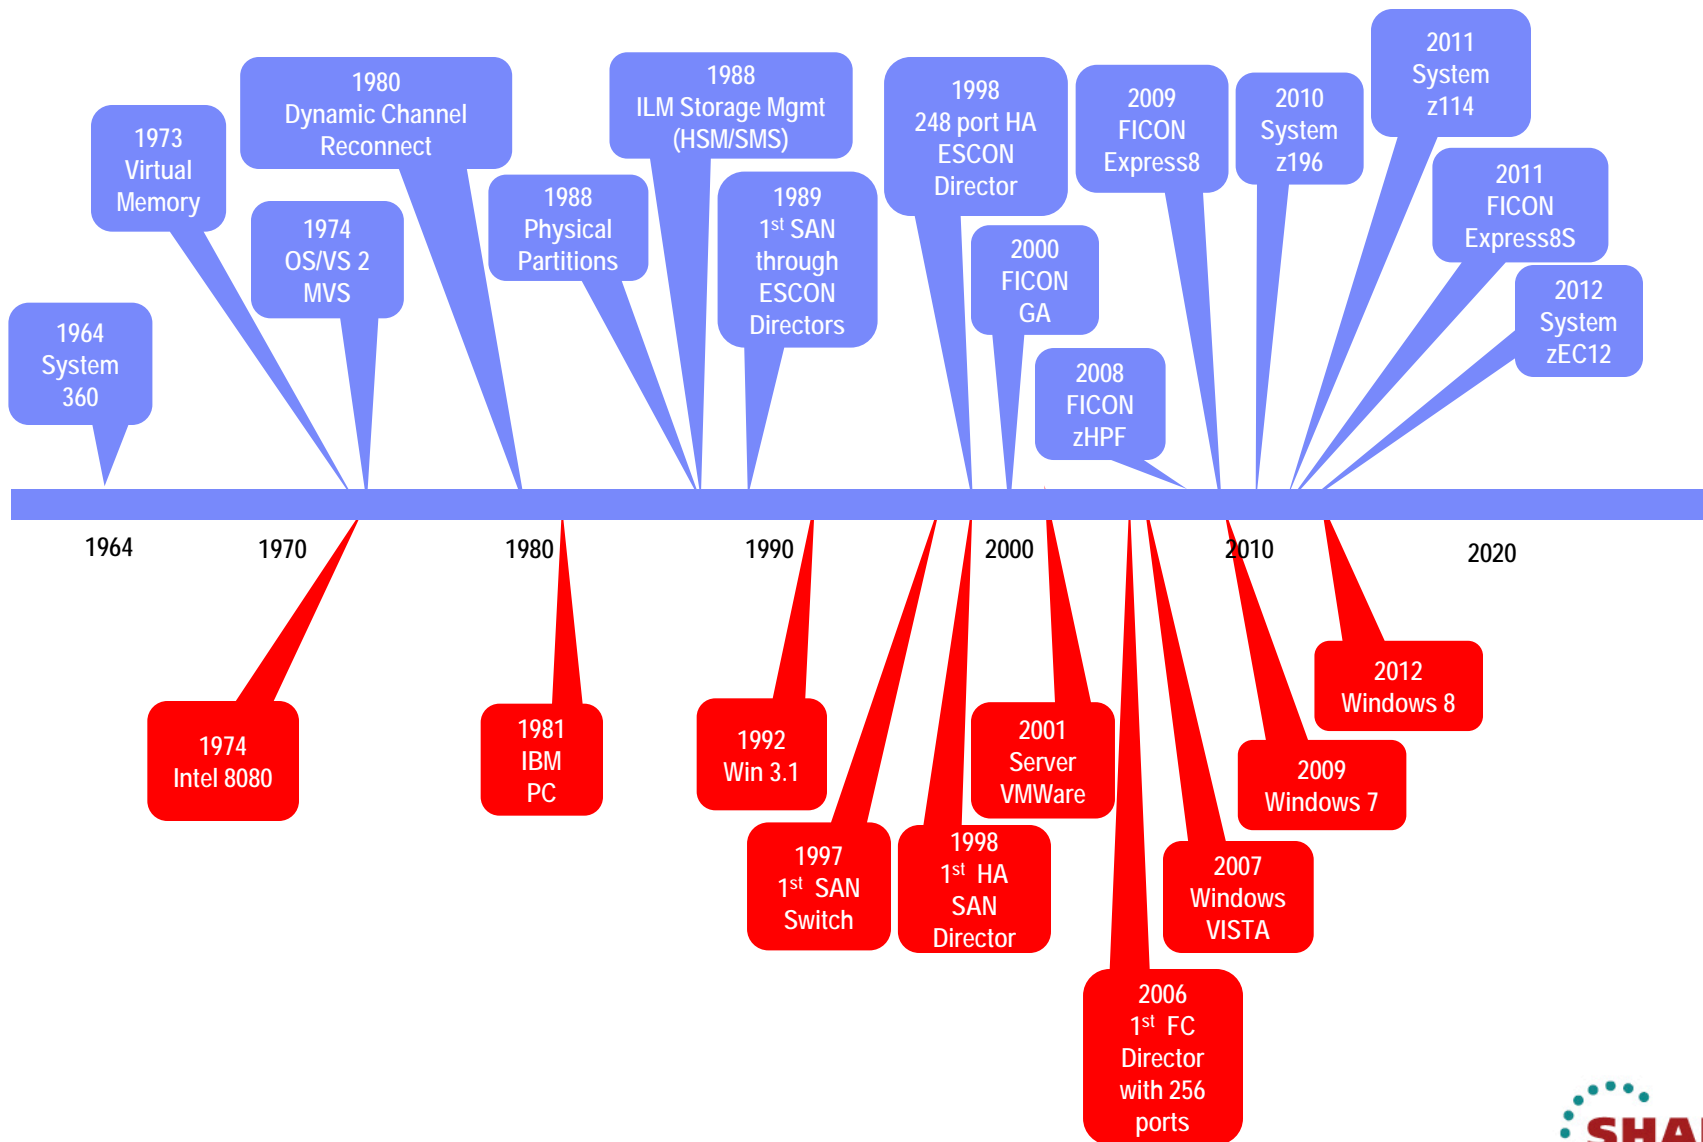 1964
System
360
1973
Virtual
Memory
1974
OS/VS 2
MVS
1980
Dynamic Channel
Reconnect
1988
Physical
Partitions
1988
ILM Storage Mgmt
(HSM/SMS)
1989
1st SAN
through
ESCON
Directors
1998
248 port HA
ESCON
Director
2000
FICON
GA
2008
FICON
zHPF
2009
FICON
Express8
2010
System
z196
2011
System
z114
2011
FICON
Express8S
2012
System
zEC12
1964 1970 1980 1990 2000 2010 2020
1974
Intel 8080
1981
IBM
PC
1992
Win 3.1
1997
1st SAN
Switch
1998
1st HA
SAN
Director
2001
Server
VMWare
2006
1st FC
Director
with 256
ports
2007
Windows
VISTA
2009
Windows 7
2012
Windows 8